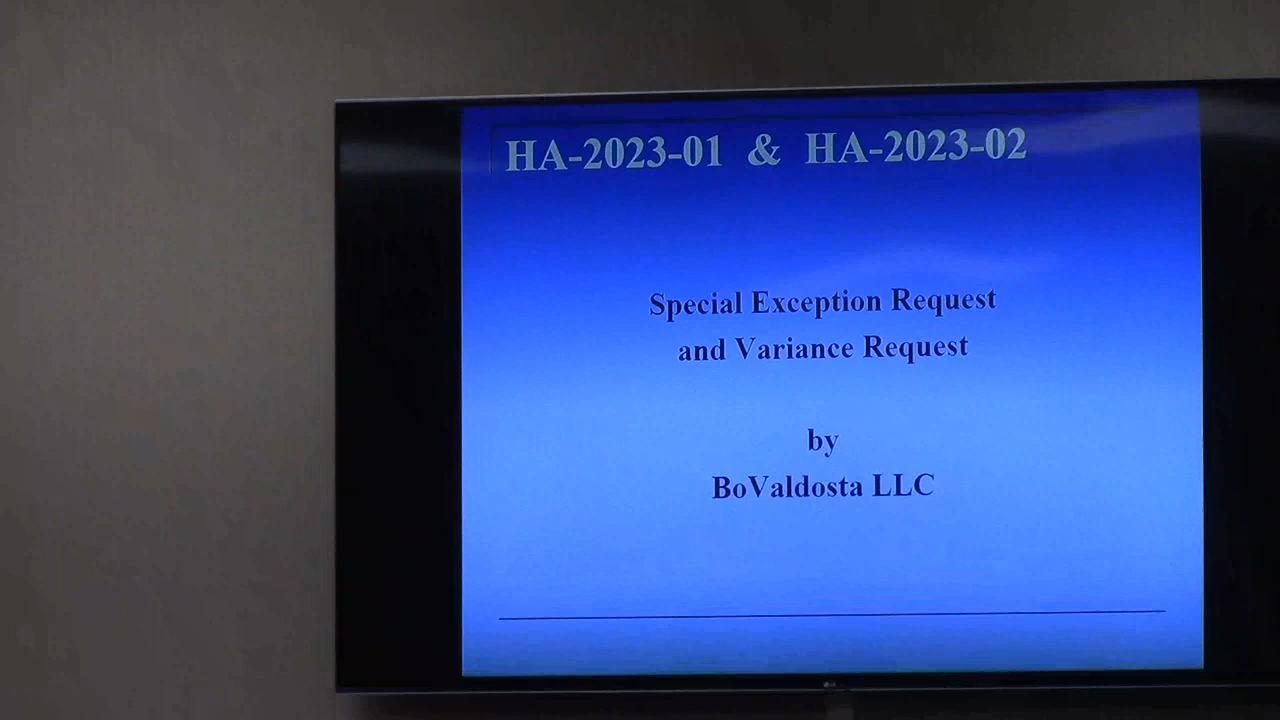 HA-2023-01 & HA-2023-02
Special Exception Request
and Variance Request
by
BoValdosta LLC